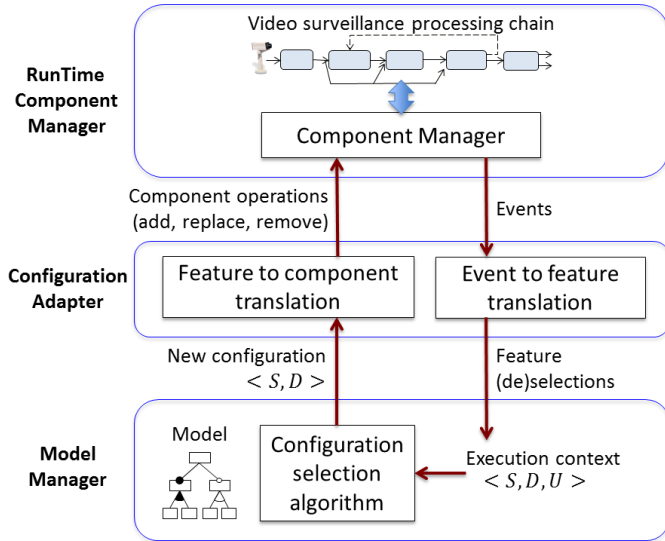 Video surveillance processing chain
RunTime
Component
Manager
Component Manager
Component operations
(add, replace, remove)
Events
Configuration
Adapter
Feature to component
translation
Event to feature
translation
New configuration
< S, D >
Feature
(de)selections
Model
Manager
Model
Configuration
selection
algorithm
Execution context
< S, D, U >